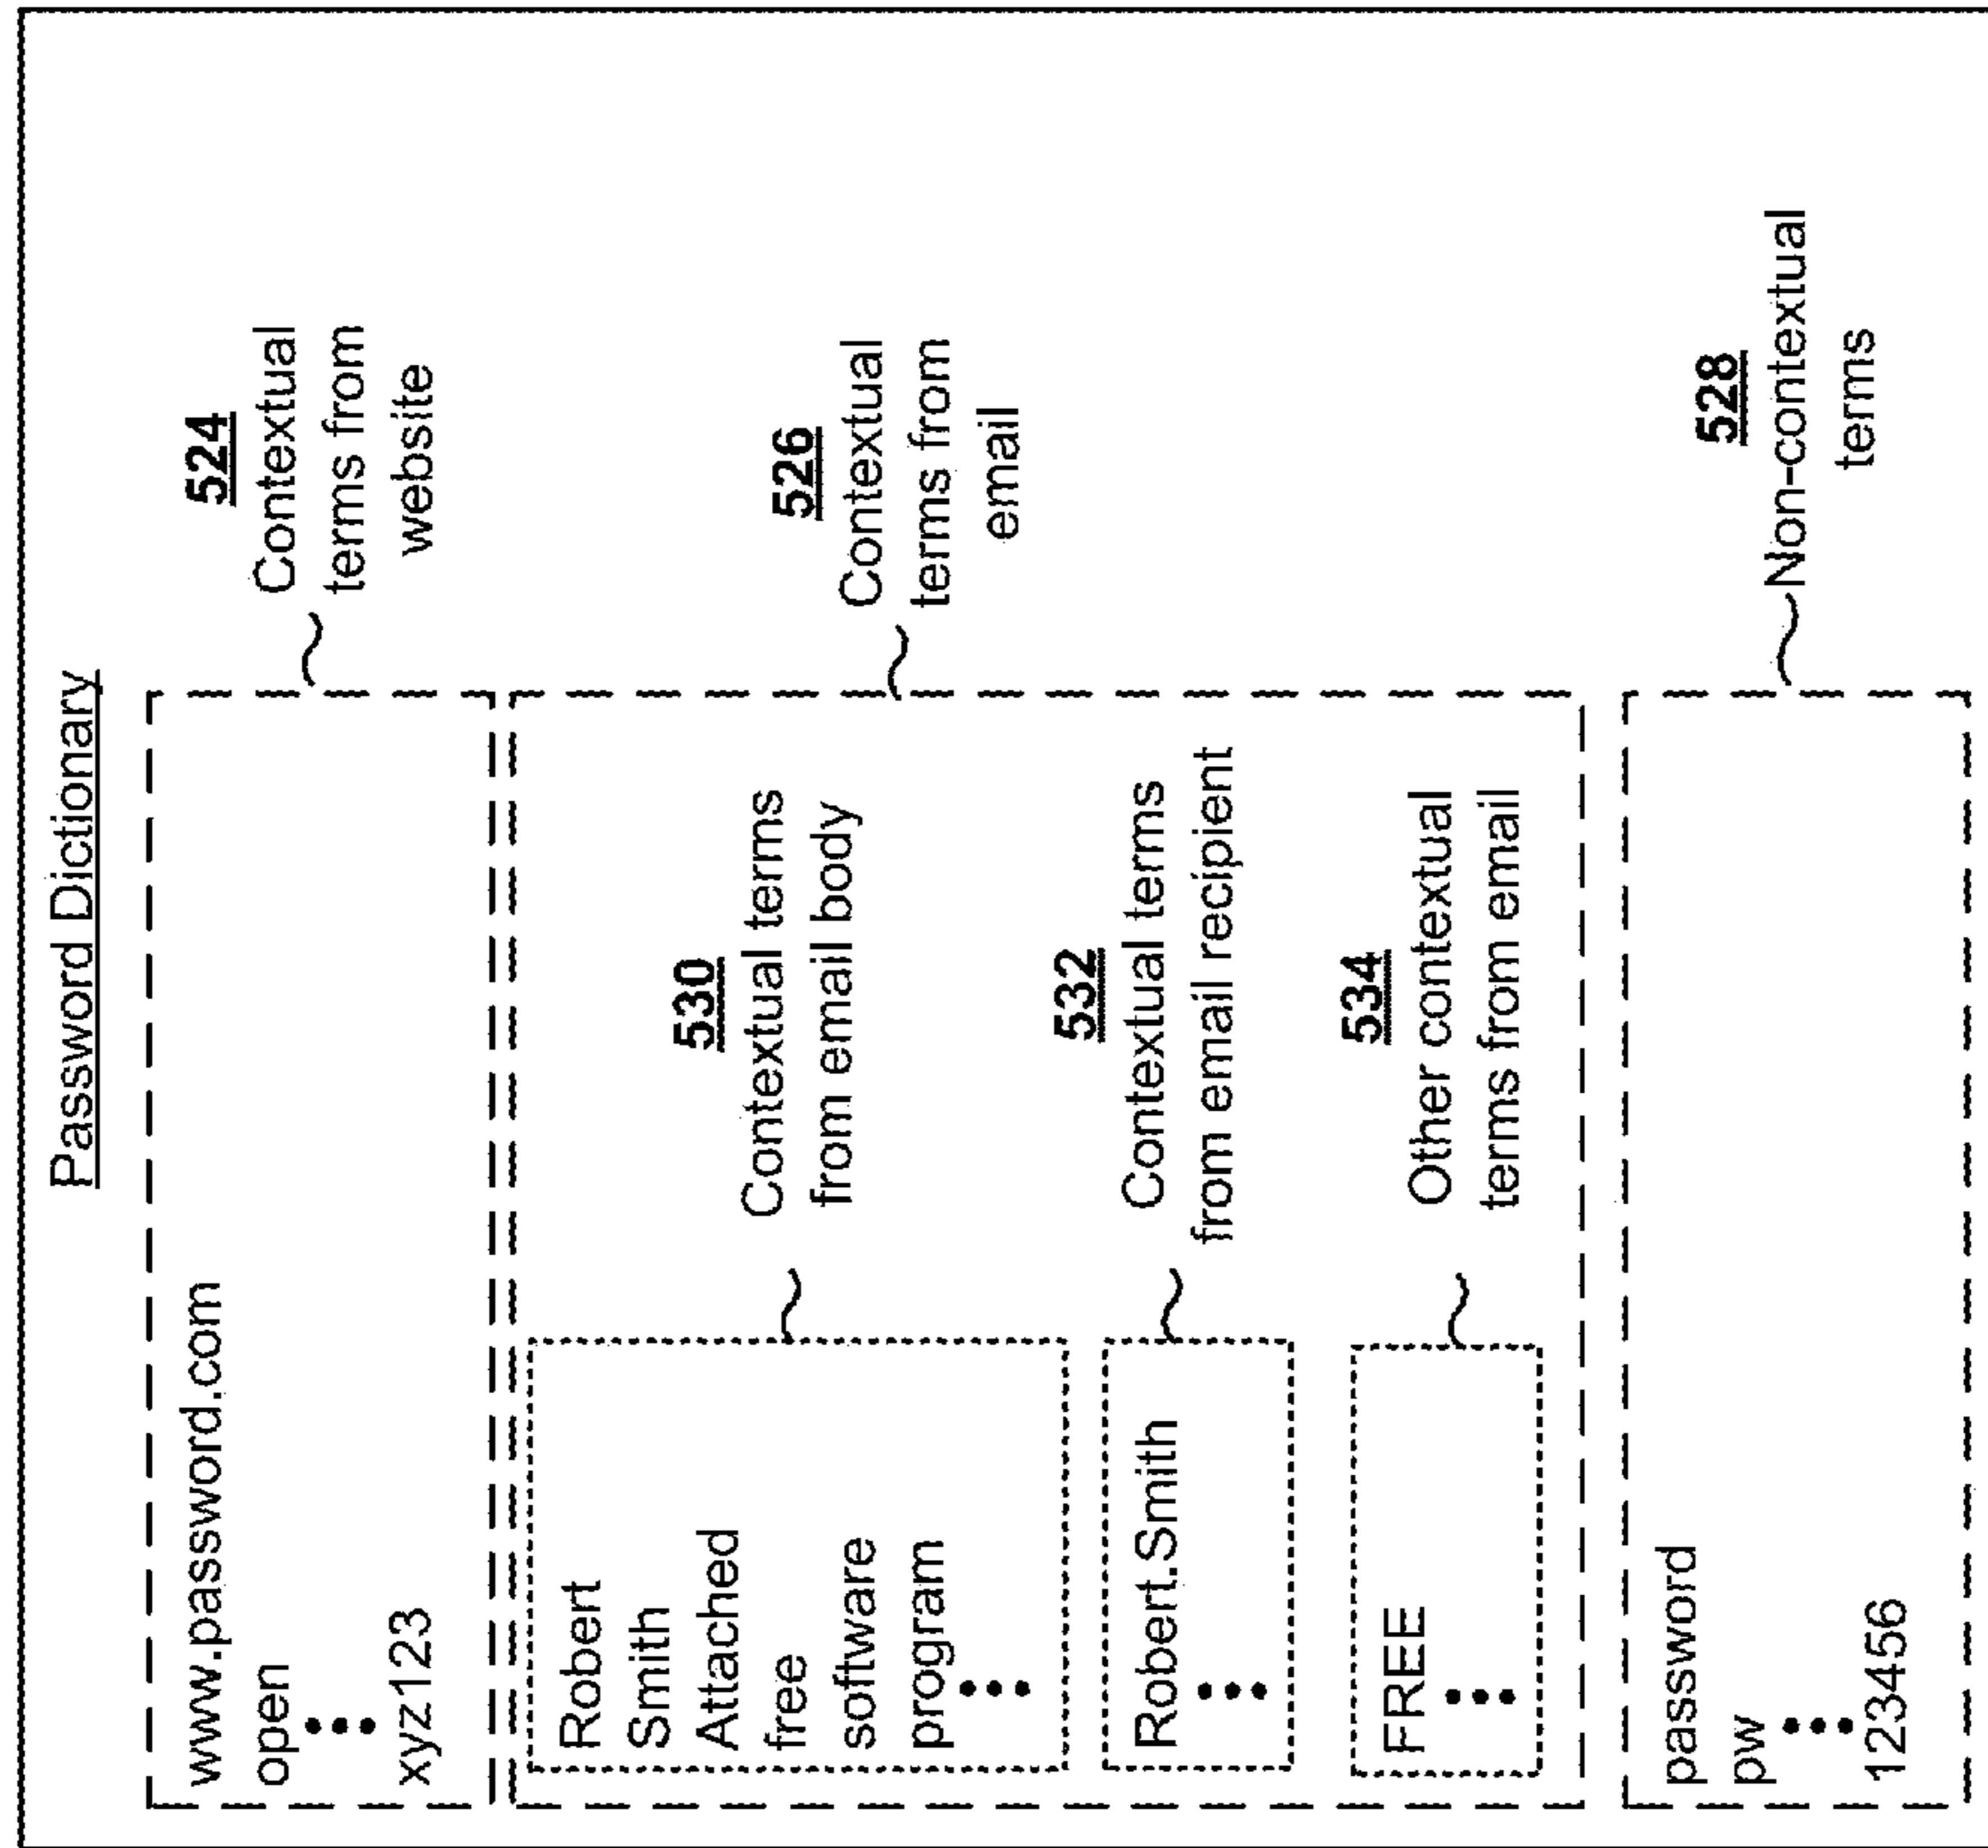 Password Dictionary
www.password.com
open
xyz123
524
Contextual
terms from
website
Robert
Smith
Attached
free
software
program
530
Contextual terms
from email body
526
Contextual
terms from
email
Robert.Smith
532
Contextual terms
from email recipient
FREE
534
Other contextual
terms from email
password
pw
123456
528
Non-contextual
terms